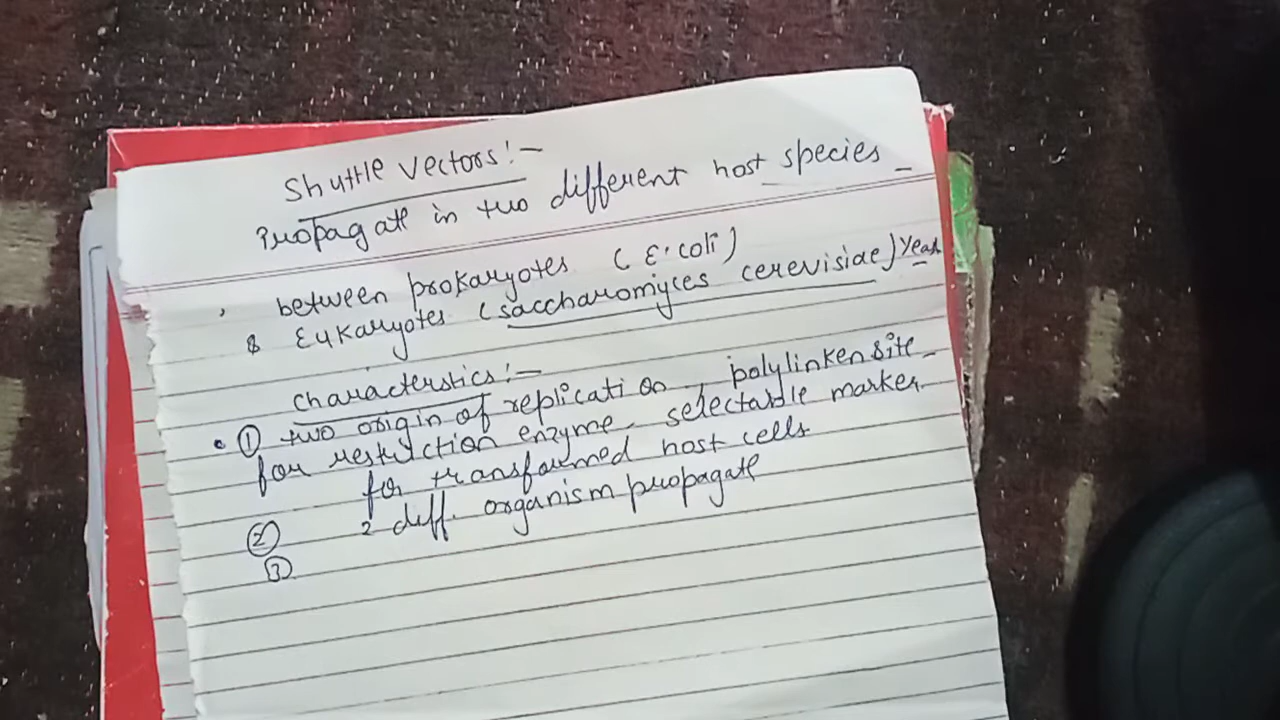 Shuttle Vectors:-
Propagate in two different host species
between prokaryotes (E.coli)
& Eukaryotes (saccharomyces cerevisiae) Yeast
characteristics:-
① two origin of replication, polylinker site
for restriction enzyme, selectable marker
for transformed host cells
② 2 diff. organism propagate
③